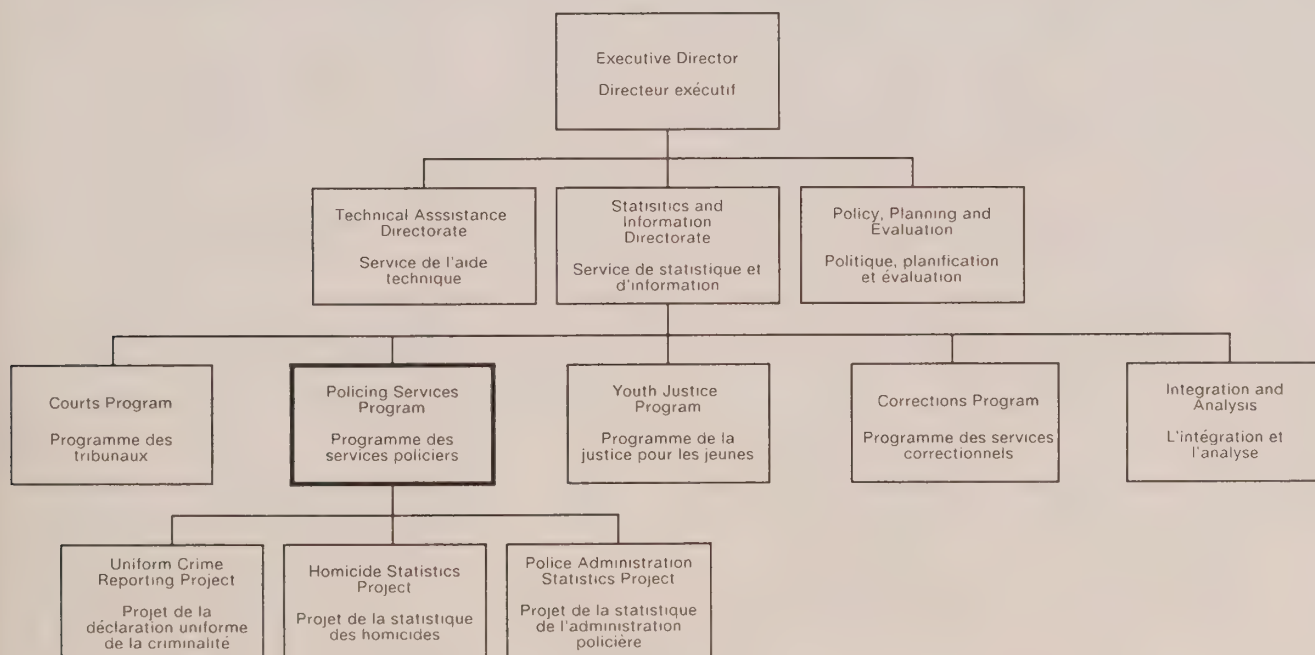 Executive Director
Directeur exécutif
Technical Asssistance
Directorate
Service de l'aide
technique
Statisitics and
Information
Directorate
Service de statistique et
d'information
Policy, Planning and
Evaluation
Politique, planification
et évaluation
Courts Program
Programme des
tribunaux
Policing Services
Program
Programme des
services policiers
Youth Justice
Program
Programme de la
justice pour les jeunes
Corrections Program
Programme des services
correctionnels
Integration and
Analysis
L'intégration et
l'analyse
Uniform Crime
Reporting Project
Projet de la
déclaration uniforme
de la criminalité
Homicide Statistics
Project
Projet de la statistique
des homicides
Police Administration
Statistics Project
Projet de la statistique
de l'administration
policière